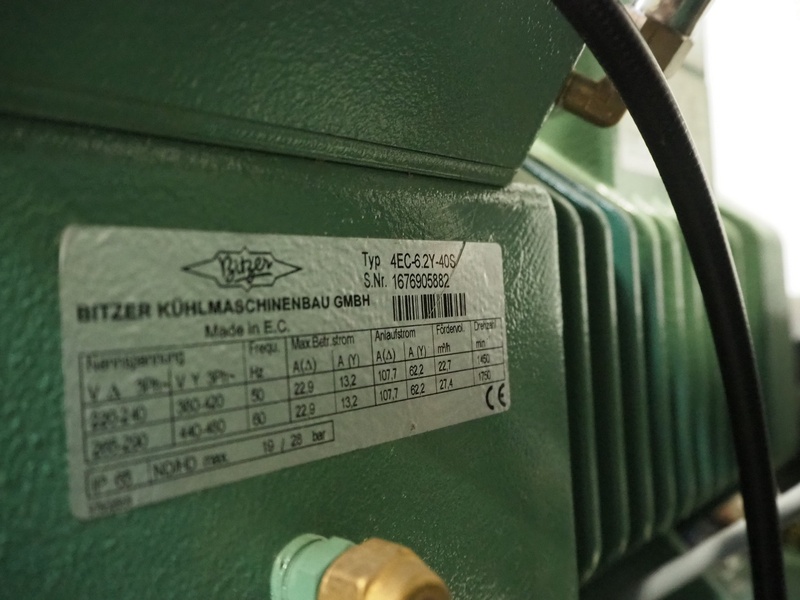 Bitzer
Typ 4EC-6.2Y-40S
S.Nr. 1676905882
BITZER KÜHLMASCHINENBAU GMBH
Made in E.C.
Nennspannung Frequ. Max.Betr.strom Anlaufstrom Fördervol. Drehzahl
V Δ 3Ph~ V Y 3Ph~ Hz A(Δ) A (Y) A(Δ) A (Y) m³/h min
220-240 380-420 50 22,9 13,2 107,7 62,2 22,7 1450
265-290 440-480 60 22,9 13,2 107,7 62,2 27,4 1750
IP 65 ND/HD max. 19 / 28 bar CE